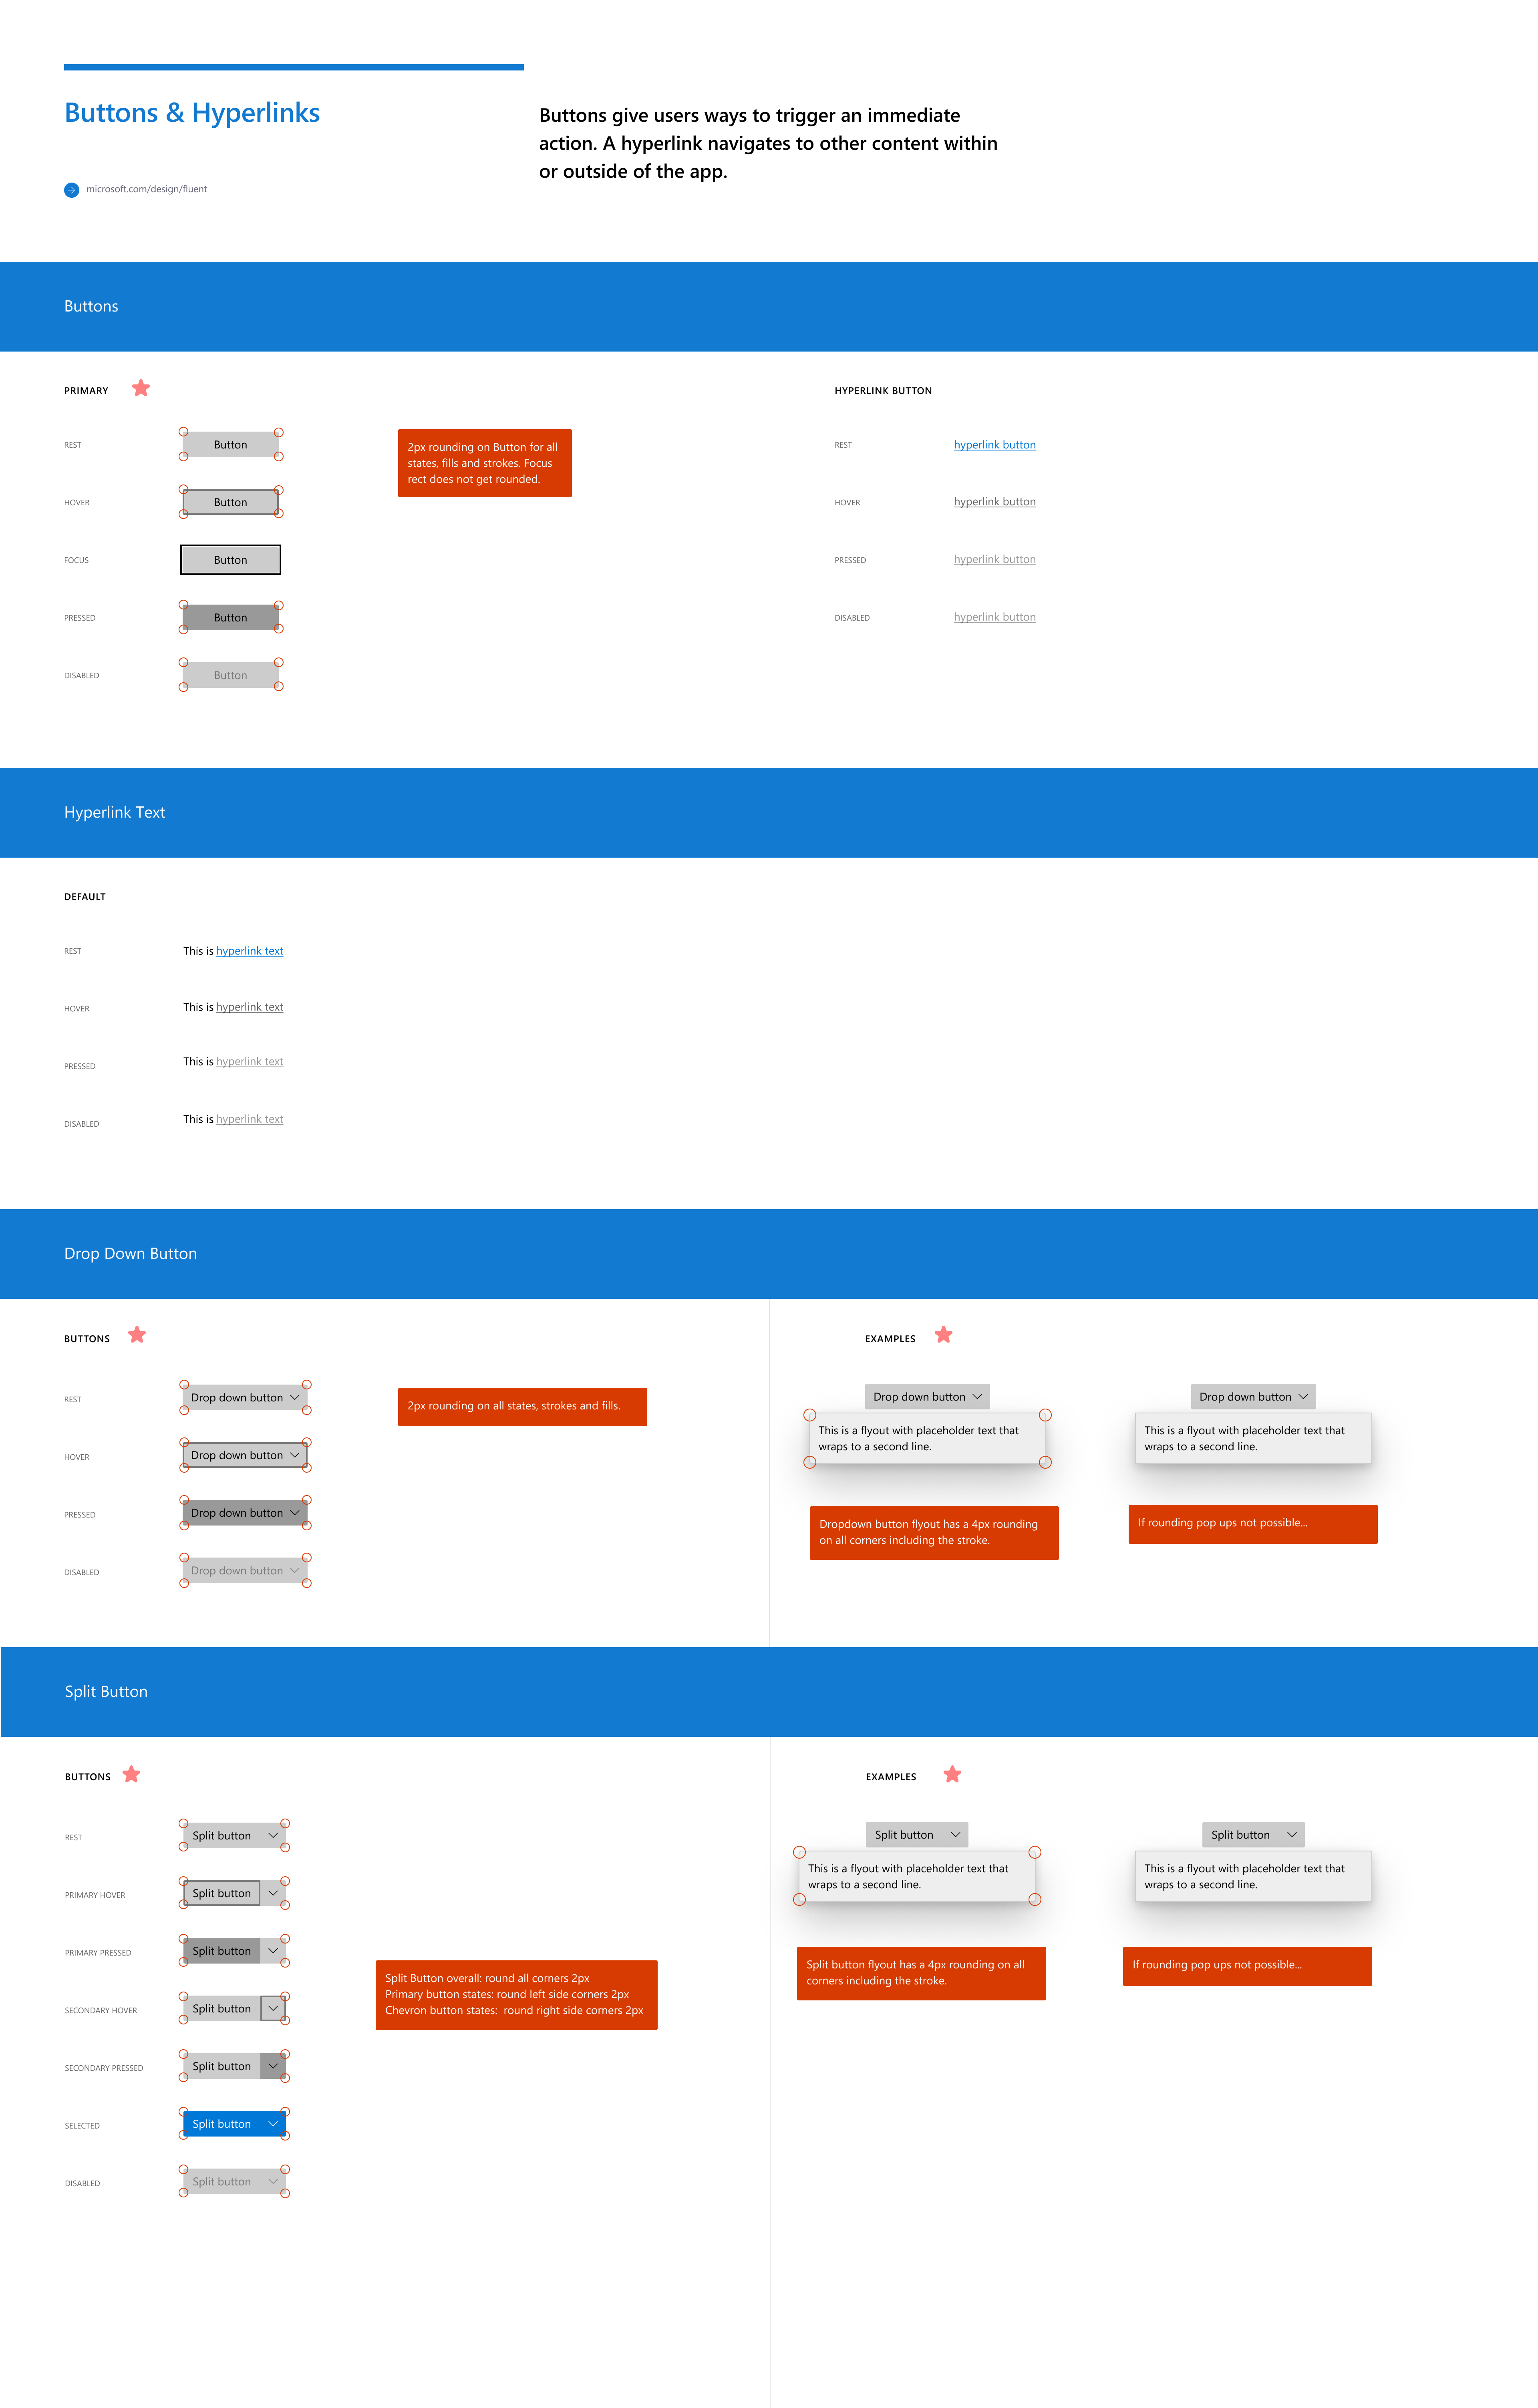 Buttons & Hyperlinks
Buttons give users ways to trigger an immediate
action. A hyperlink navigates to other content within
or outside of the app.
microsoft.com/design/fluent
Buttons
PRIMARY
REST
Button
HOVER
Button
FOCUS
Button
PRESSED
Button
DISABLED
Button
2px rounding on Button for all
states, fills and strokes. Focus
rect does not get rounded.
HYPERLINK BUTTON
REST
hyperlink button
HOVER
hyperlink button
PRESSED
hyperlink button
DISABLED
hyperlink button
Hyperlink Text
DEFAULT
REST
This is hyperlink text
HOVER
This is hyperlink text
PRESSED
This is hyperlink text
DISABLED
This is hyperlink text
Drop Down Button
BUTTONS
REST
Drop down button
HOVER
Drop down button
PRESSED
Drop down button
DISABLED
Drop down button
2px rounding on all states, strokes and fills.
EXAMPLES
Drop down button
This is a flyout with placeholder text that
wraps to a second line.
Dropdown button flyout has a 4px rounding
on all corners including the stroke.
Drop down button
This is a flyout with placeholder text that
wraps to a second line.
If rounding pop ups not possible...
Split Button
BUTTONS
REST
Split button
PRIMARY HOVER
Split button
PRIMARY PRESSED
Split button
SECONDARY HOVER
Split button
SECONDARY PRESSED
Split button
SELECTED
Split button
DISABLED
Split button
Split Button overall: round all corners 2px
Primary button states: round left side corners 2px
Chevron button states:  round right side corners 2px
EXAMPLES
Split button
This is a flyout with placeholder text that
wraps to a second line.
Split button flyout has a 4px rounding on all
corners including the stroke.
Split button
This is a flyout with placeholder text that
wraps to a second line.
If rounding pop ups not possible...